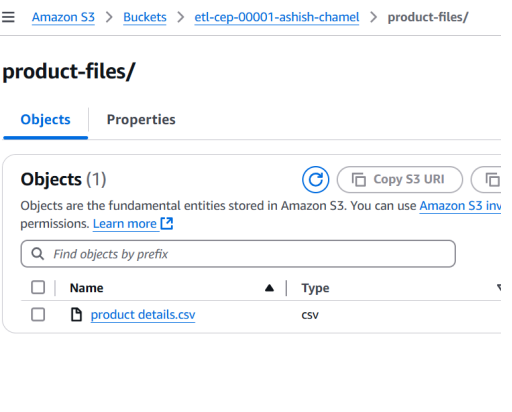 Amazon S3 > Buckets > etl-cep-00001-ashish-chamel > product-files/
product-files/
Objects Properties
Objects (1) Copy S3 URI
Objects are the fundamental entities stored in Amazon S3. You can use Amazon S3 inv
permissions. Learn more
Find objects by prefix
Name Type
product details.csv csv